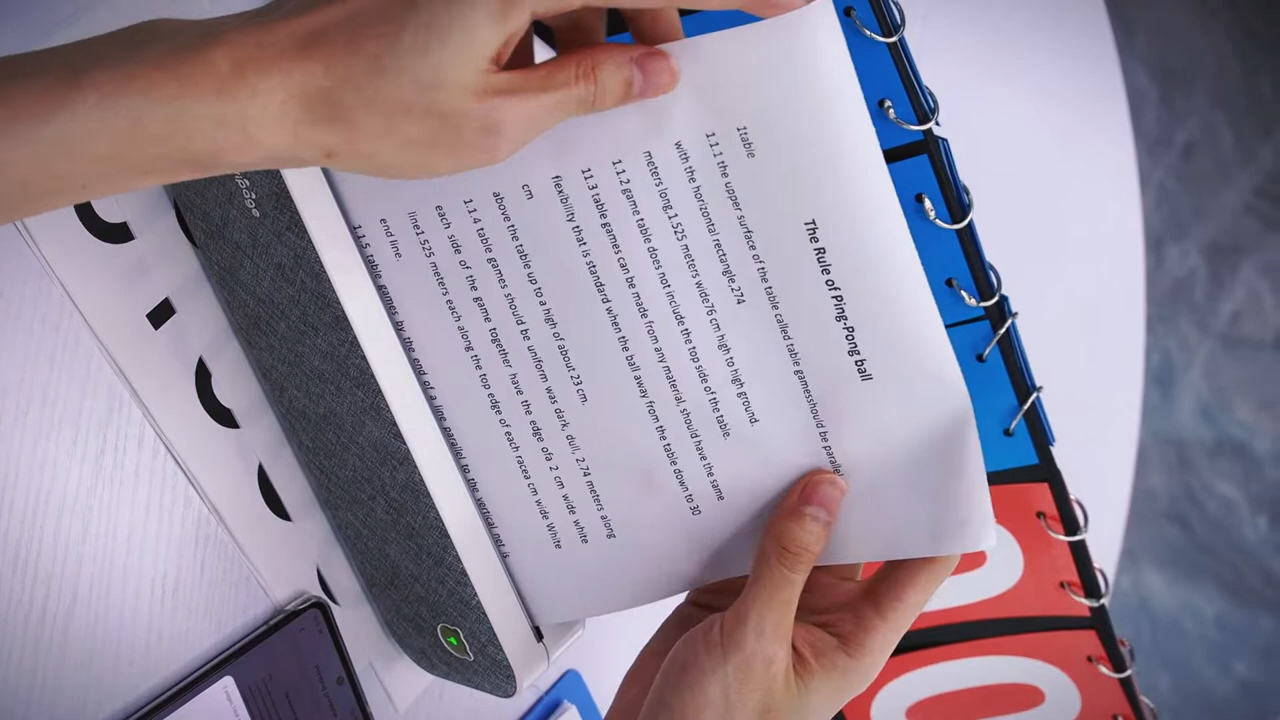 The Rule of Ping-Pong ball
1table
1.1.1 the upper surface of the table called table gamesshould be parallel
with the horizontal rectangle,274
meters long,1.525 meters wide76 cm high to high ground.
1.1.2 game table does not include the top side of the table.
11.3 table games can be made from any material, should have the same
flexibility that is standard when the ball away from the table down to 30
cm
above the table up to a high of about 23 cm.
1.1.4 table games should be uniform was dark, dull, 2.74 meters along
each side of the game together have the edge ofa 2 cm wide white
line1.525 meters each along the top edge of each racea cm wide White
end line.
1.1.5 table games by the end of a line parallel to the vertical net is
0
0